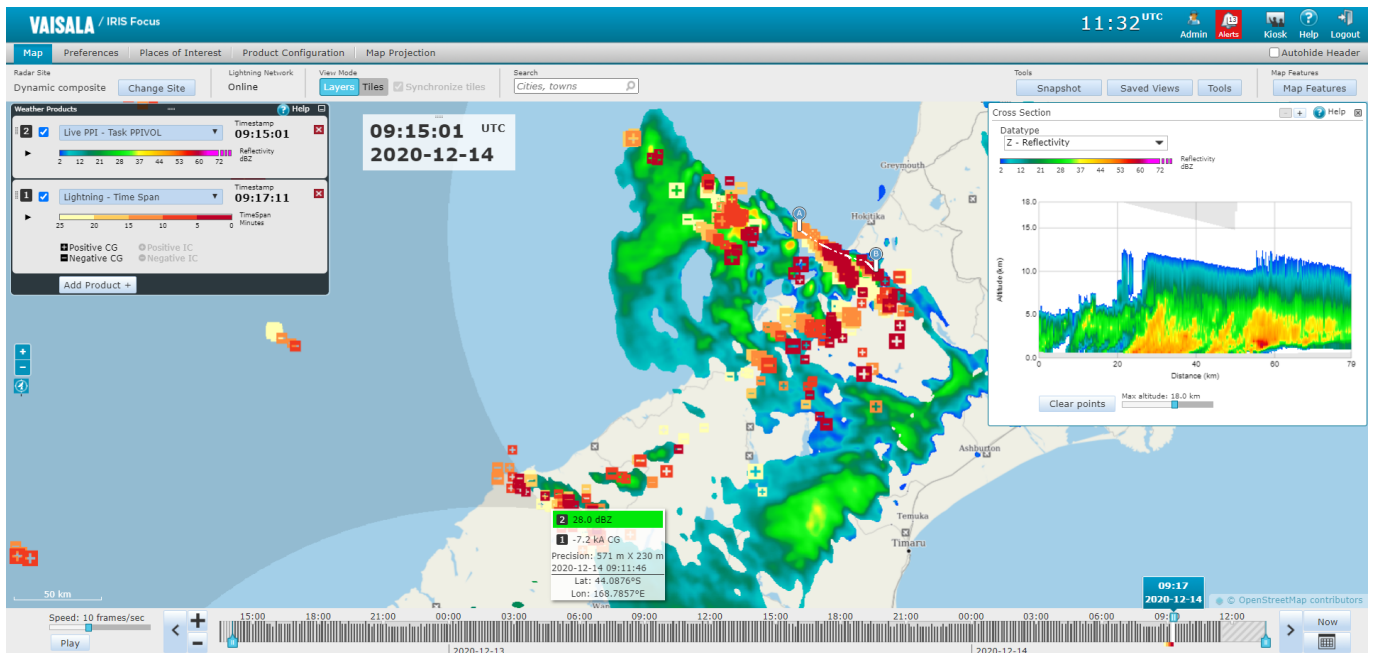 VAISALA / IRIS Focus
11:32 UTC
Admin
13
Alerts
Kiosk
Help
Logout
Map
Preferences
Places of Interest
Product Configuration
Map Projection
Autohide Header
Radar Site
Dynamic composite
Change Site
Lightning Network
Online
View Mode
Layers
Tiles
Synchronize tiles
Search
Cities, towns
Tools
Snapshot
Saved Views
Tools
Map Features
Map Features
Weather Products
Help
2
Live PPI - Task PPIVOL
Timestamp
09:15:01
2 12 21 28 37 44 53 60 72
Reflectivity
dBZ
1
Lightning - Time Span
Timestamp
09:17:11
25 20 15 10 5 0
TimeSpan
Minutes
Positive CG
Positive IC
Negative CG
Negative IC
Add Product +
09:15:01 UTC
2020-12-14
Greymouth
Hokitika
A
B
Ashburton
Temuka
Timaru
2 28.0 dBZ
1 -7.2 kA CG
Precision: 571 m X 230 m
2020-12-14 09:11:46
Lat: 44.0876°S
Lon: 168.7857°E
Cross Section
- +
Help
Datatype
Z - Reflectivity
2 12 21 28 37 44 53 60 72
Reflectivity
dBZ
18.0
15.0
10.0
5.0
0.0
Altitude (km)
0 20 40 60 79
Distance (km)
Clear points
Max altitude: 18.0 km
+
-
50 km
09:17
2020-12-14
© OpenStreetMap contributors
Speed: 10 frames/sec
Play
<
+
-
15:00 18:00 21:00 00:00 03:00 06:00 09:00 12:00 15:00 18:00 21:00 00:00 03:00 06:00 12:00
2020-12-13
2020-12-14
>
Now